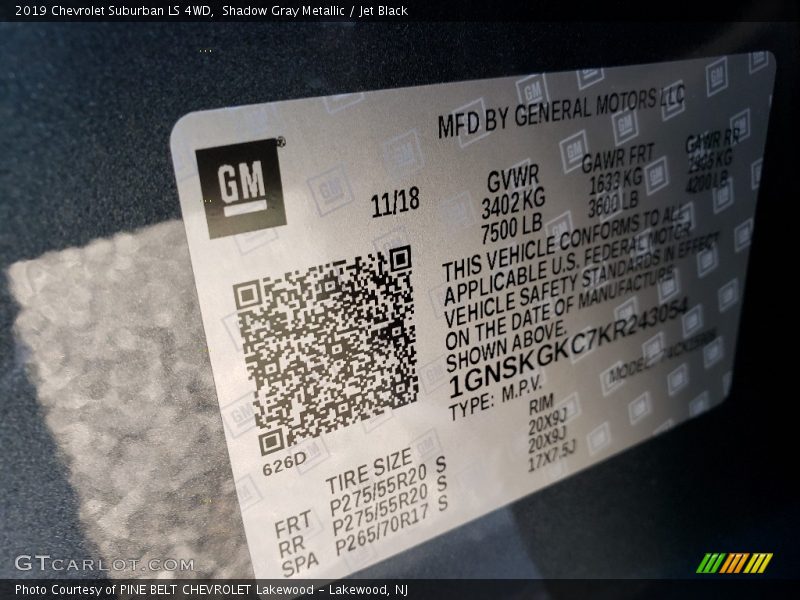 2019 Chevrolet Suburban LS 4WD,  Shadow Gray Metallic / Jet Black
MFD BY GENERAL MOTORS LLC
GM
11/18
GVWR
3402 KG
7500 LB
GAWR FRT
1633 KG
3600 LB
GAWR RR
KG
4200 LB
THIS VEHICLE CONFORMS TO ALL
APPLICABLE U.S. FEDERAL MOTOR
VEHICLE SAFETY STANDARDS IN EFFECT
ON THE DATE OF MANUFACTURE
SHOWN ABOVE.
1GNSKGKC7KR243054
TYPE: M.P.V.
MODEL:
626D
TIRE SIZE
RIM
FRT P275/55R20 S 20X9J
RR P275/55R20 S 20X9J
SPA P265/70R17 S 17X7.5J
GTCARLOT.COM
Photo Courtesy of PINE BELT CHEVROLET Lakewood - Lakewood, NJ